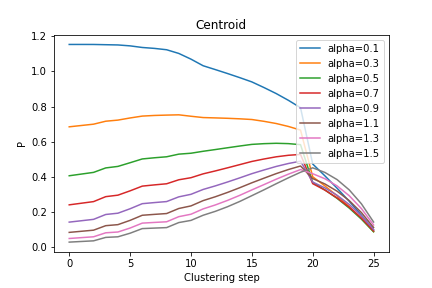 Centroid
1.2
1.0
0.8
0.6
0.4
0.2
0.0
P
0
5
10
15
20
25
Clustering step
alpha=0.1
alpha=0.3
alpha=0.5
alpha=0.7
alpha=0.9
alpha=1.1
alpha=1.3
alpha=1.5